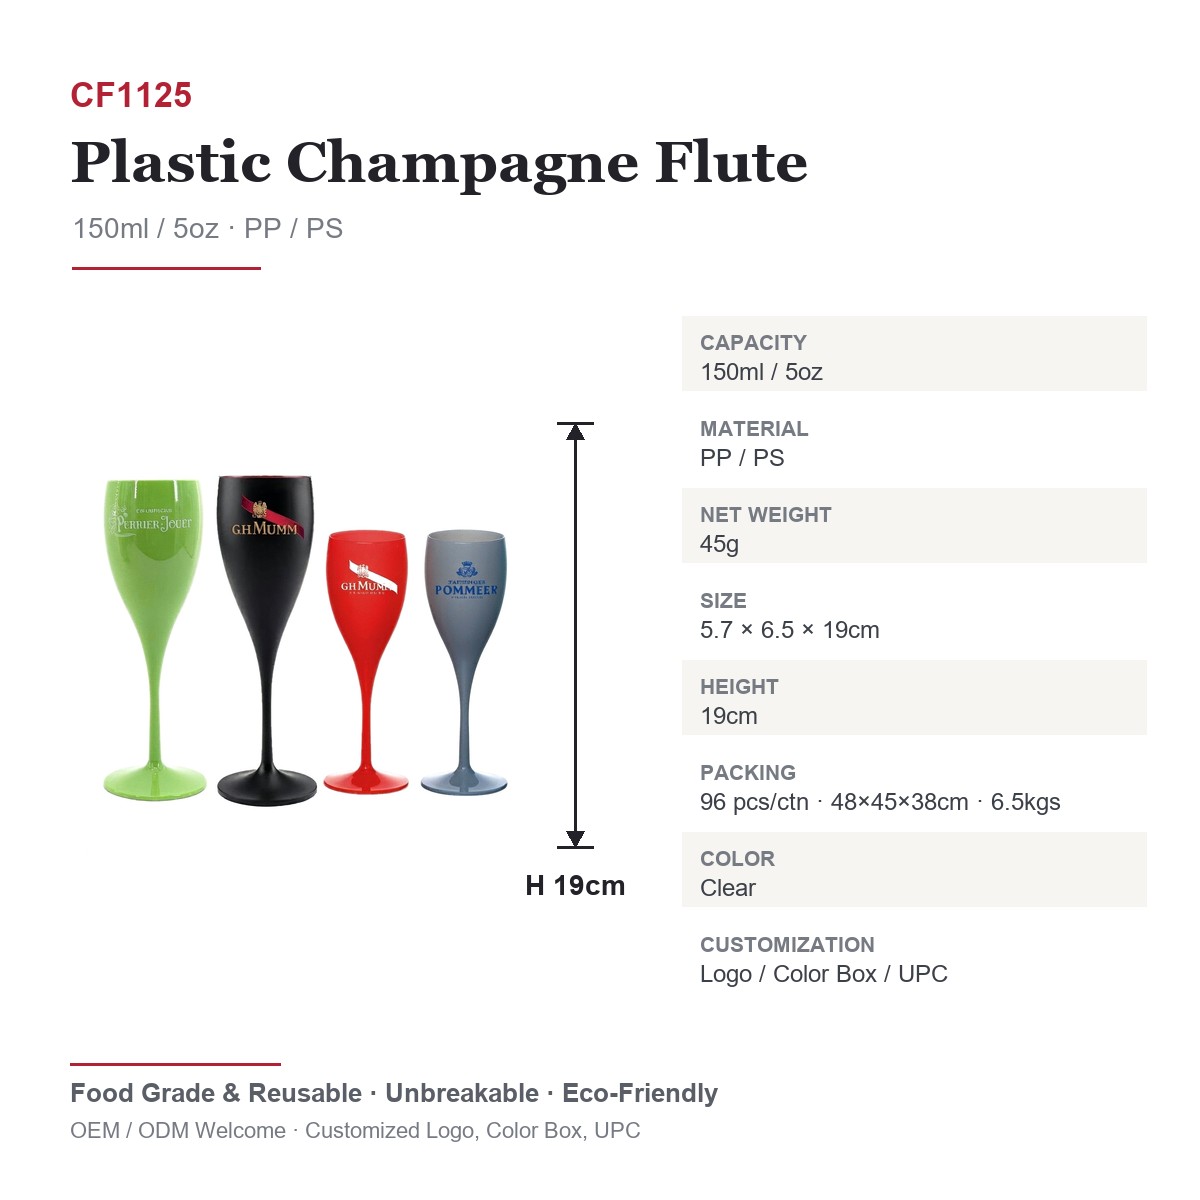 CF1125
Plastic Champagne Flute
150ml / 5oz · PP / PS
CAPACITY
150ml / 5oz
MATERIAL
PP / PS
NET WEIGHT
45g
SIZE
5.7 × 6.5 × 19cm
HEIGHT
19cm
PACKING
96 pcs/ctn · 48×45×38cm · 6.5kgs
COLOR
Clear
CUSTOMIZATION
Logo / Color Box / UPC
PERRIER JOUËT
G.H.MUMM
GH MUMM
POMMEER
H 19cm
Food Grade & Reusable · Unbreakable · Eco-Friendly
OEM / ODM Welcome · Customized Logo, Color Box, UPC